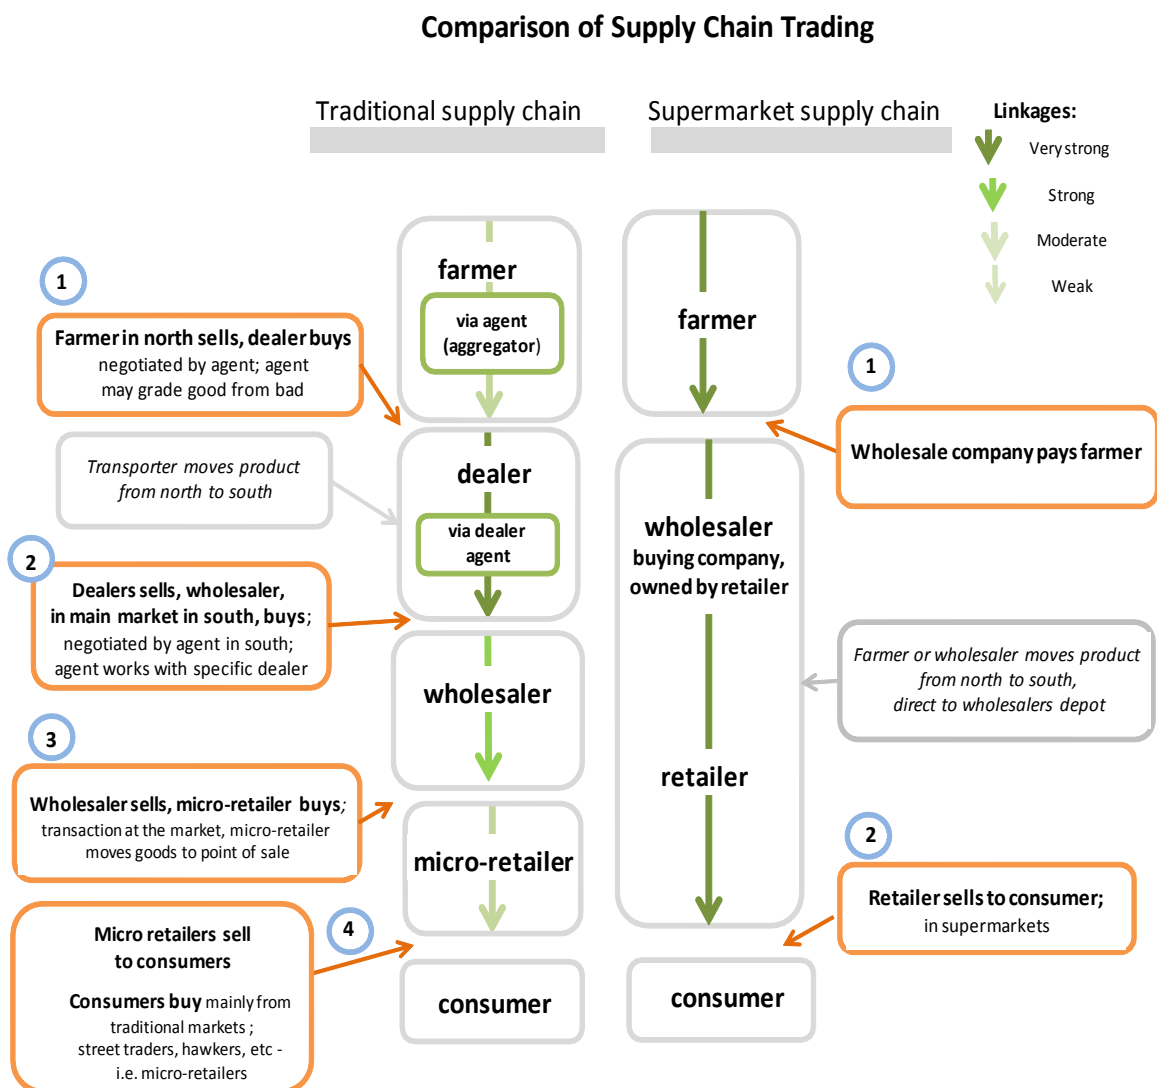 Comparison of Supply Chain Trading
Traditional supply chain
Supermarket supply chain
Linkages:
Very strong
Strong
Moderate
Weak
1
Farmer in north sells, dealer buys
negotiated by agent; agent
may grade good from bad
Transporter moves product
from north to south
2
Dealers sells, wholesaler,
in main market in south, buys;
negotiated by agent in south;
agent works with specific dealer
3
Wholesaler sells, micro-retailer buys;
transaction at the market, micro-retailer
moves goods to point of sale
4
Micro retailers sell
to consumers
Consumers buy mainly from
traditional markets ;
street traders, hawkers, etc -
i.e. micro-retailers
farmer
via agent
(aggregator)
dealer
via dealer
agent
wholesaler
micro-retailer
consumer
farmer
wholesaler
buying company,
owned by retailer
retailer
consumer
1
Wholesale company pays farmer
Farmer or wholesaler moves product
from north to south,
direct to wholesalers depot
2
Retailer sells to consumer;
in supermarkets